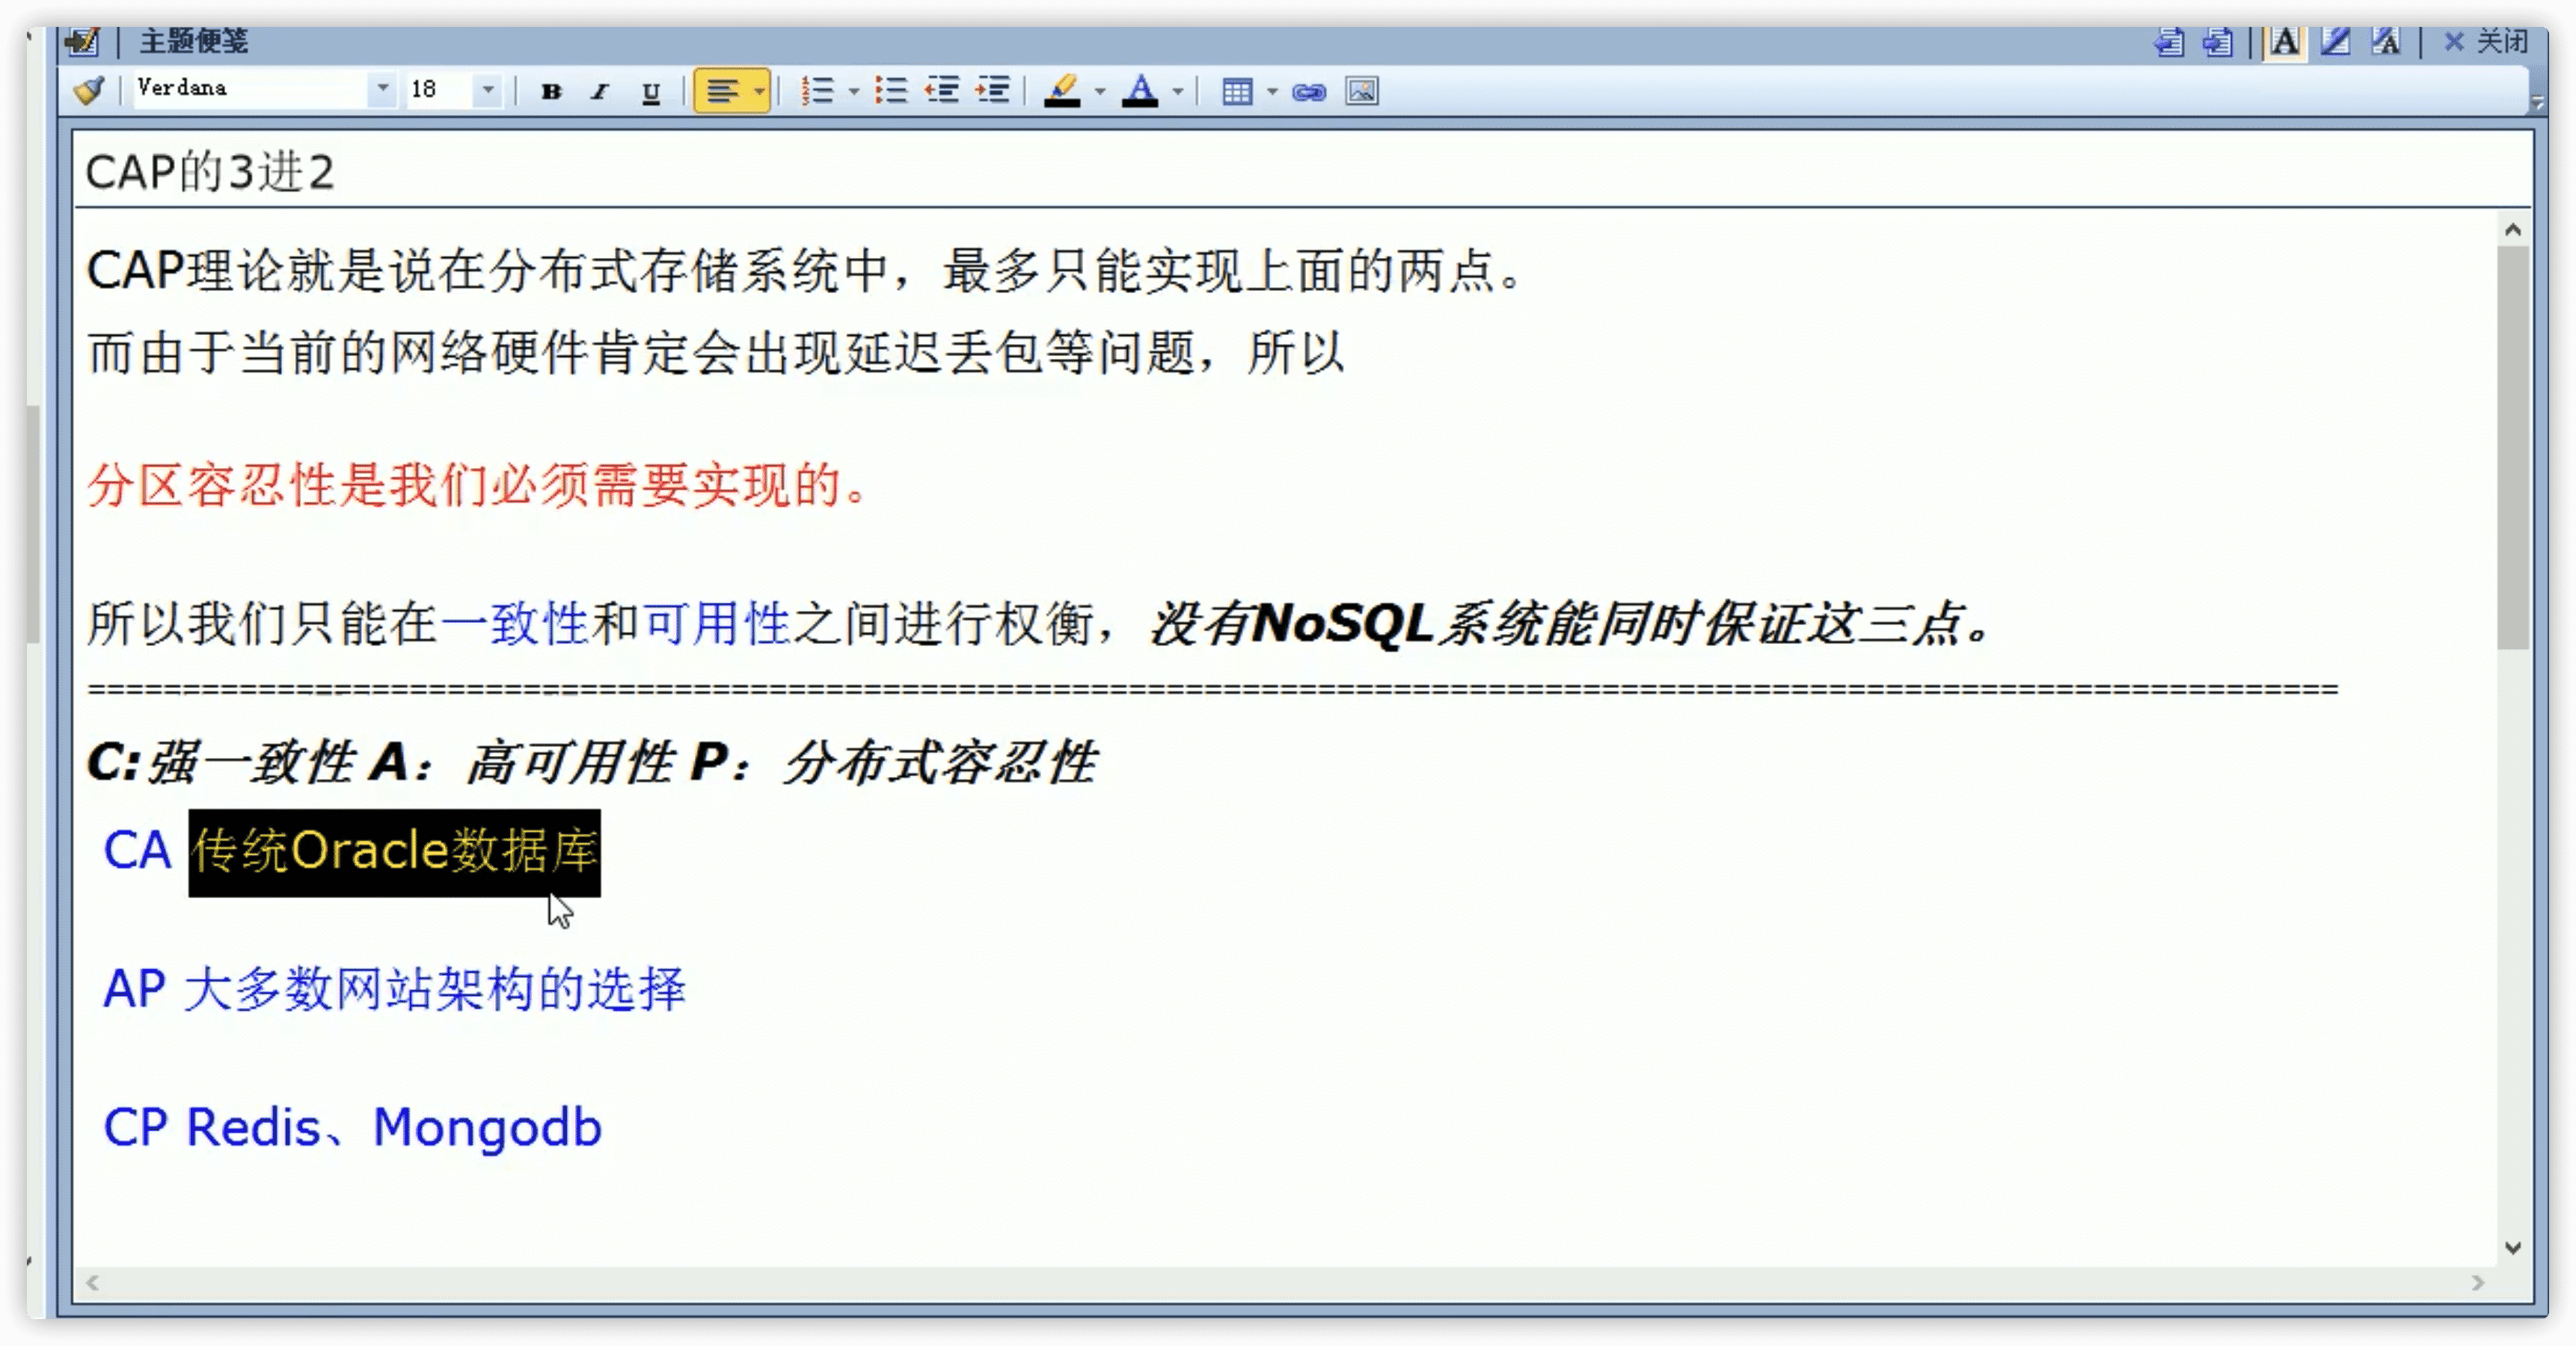 主题便笺
关闭
Verdana 18 B I U
CAP的3进2
CAP理论就是说在分布式存储系统中，最多只能实现上面的两点。
而由于当前的网络硬件肯定会出现延迟丢包等问题，所以
分区容忍性是我们必须需要实现的。
所以我们只能在一致性和可用性之间进行权衡，没有NoSQL系统能同时保证这三点。
C:强一致性 A：高可用性 P：分布式容忍性
CA 传统Oracle数据库
AP 大多数网站架构的选择
CP Redis、Mongodb